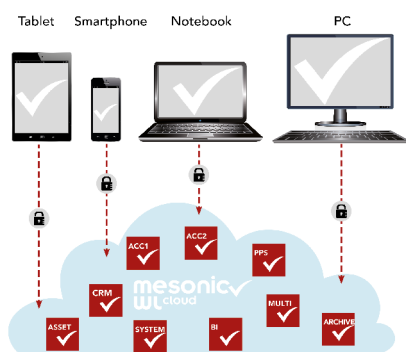 Tablet Smartphone Notebook PC
ACC1 ACC2 PPS
mesonic
CRM
WL cloud
MULTI
ASSET SYSTEM BI ARCHIVE